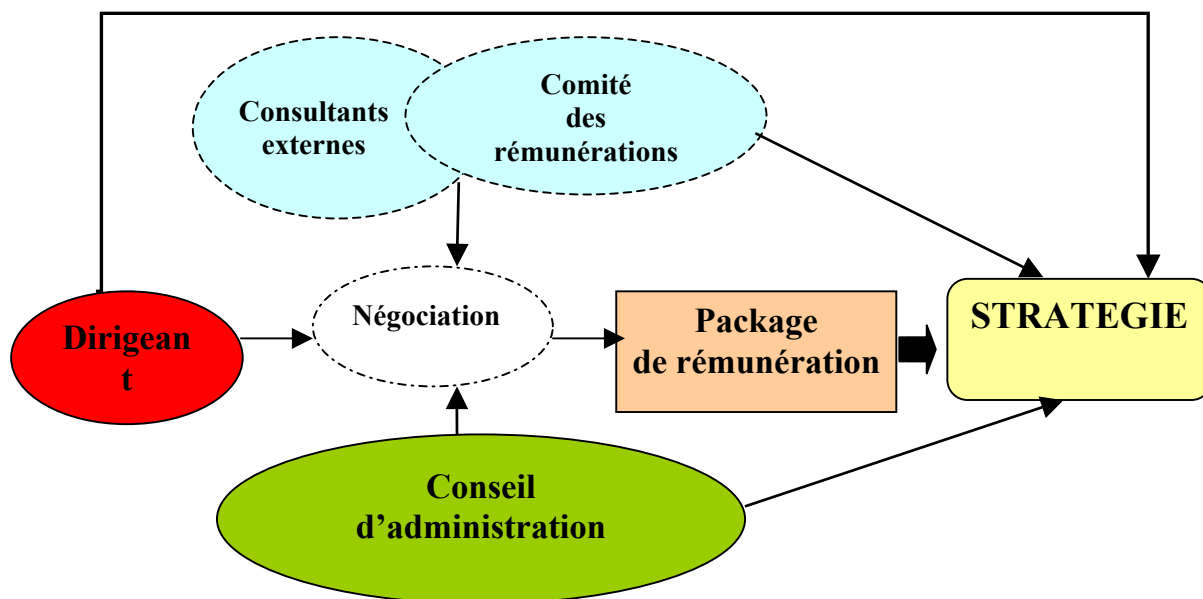 Consultants
externes
Comité
des
rémunérations
Négociation
Dirigean
t
Package
de rémunération
STRATEGIE
Conseil
d’administration